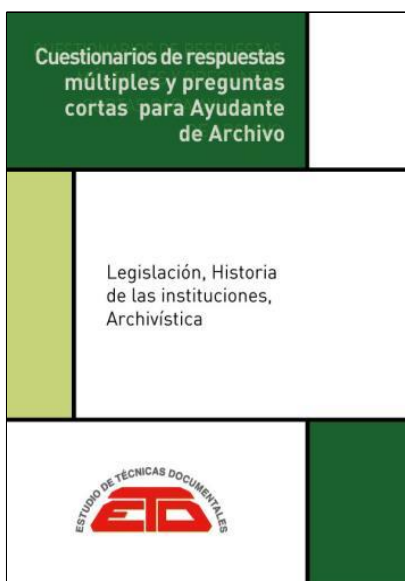 Cuestionarios de respuestas
múltiples y preguntas
cortas para Ayudante
de Archivo
Legislación, Historia
de las instituciones,
Archivística
ESTUDIO DE TÉCNICAS DOCUMENTALES
ETD